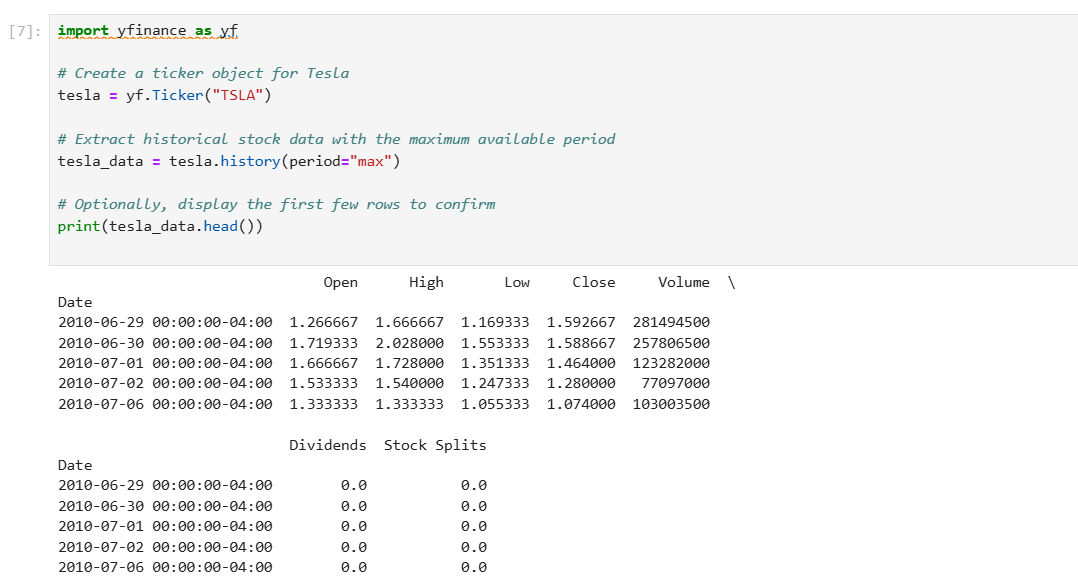 [7]: import yfinance as yf
# Create a ticker object for Tesla
tesla = yf.Ticker("TSLA")
# Extract historical stock data with the maximum available period
tesla_data = tesla.history(period="max")
# Optionally, display the first few rows to confirm
print(tesla_data.head())
Open High Low Close Volume \
Date
2010-06-29 00:00:00-04:00 1.266667 1.666667 1.169333 1.592667 281494500
2010-06-30 00:00:00-04:00 1.719333 2.028000 1.553333 1.588667 257806500
2010-07-01 00:00:00-04:00 1.666667 1.728000 1.351333 1.464000 123282000
2010-07-02 00:00:00-04:00 1.533333 1.540000 1.247333 1.280000 77097000
2010-07-06 00:00:00-04:00 1.333333 1.333333 1.055333 1.074000 103003500
Dividends Stock Splits
Date
2010-06-29 00:00:00-04:00 0.0 0.0
2010-06-30 00:00:00-04:00 0.0 0.0
2010-07-01 00:00:00-04:00 0.0 0.0
2010-07-02 00:00:00-04:00 0.0 0.0
2010-07-06 00:00:00-04:00 0.0 0.0